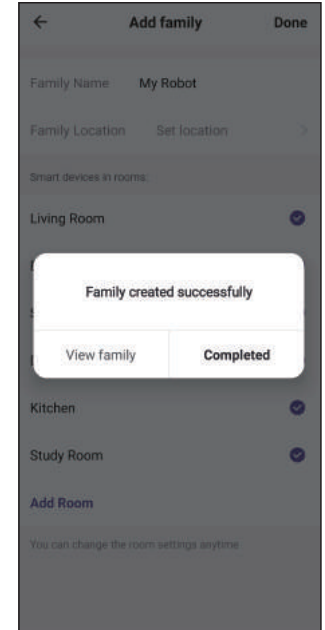 Add family Done
Family Name My Robot
Family Location Set location
Smart devices in rooms:
Living Room
Family created successfully
View family Completed
Kitchen
Study Room
Add Room
You can change the room settings anytime